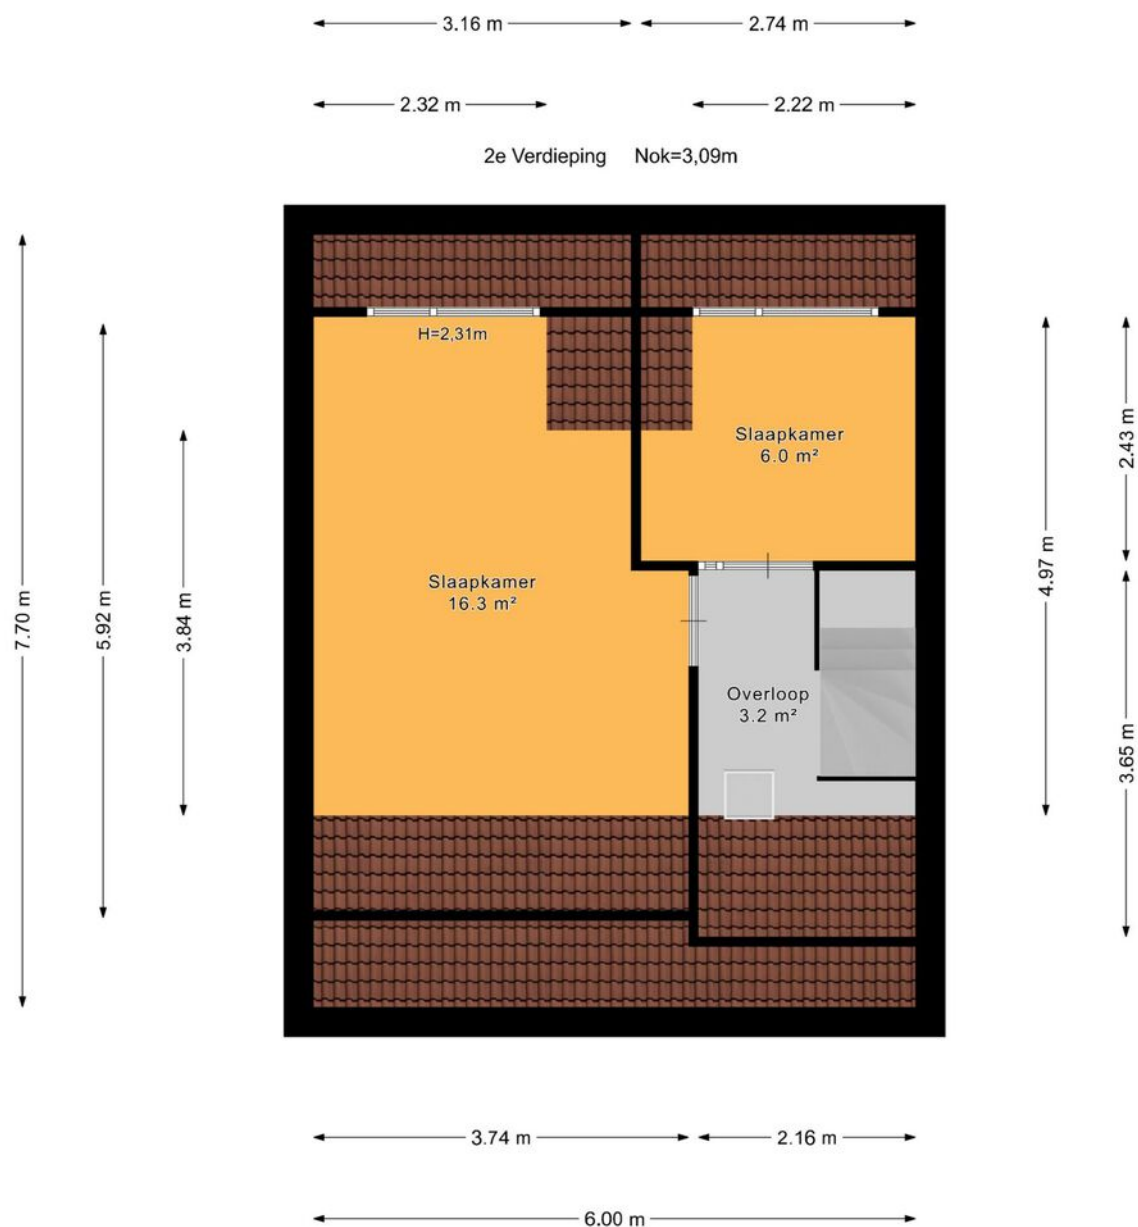 3.16 m
2.74 m
2.32 m
2.22 m
2e Verdieping Nok=3,09m
H=2,31m
Slaapkamer
6.0 m²
2.43 m
4.97 m
Slaapkamer
16.3 m²
7.70 m
5.92 m
3.84 m
Overloop
3.2 m²
3.65 m
3.74 m
2.16 m
6.00 m